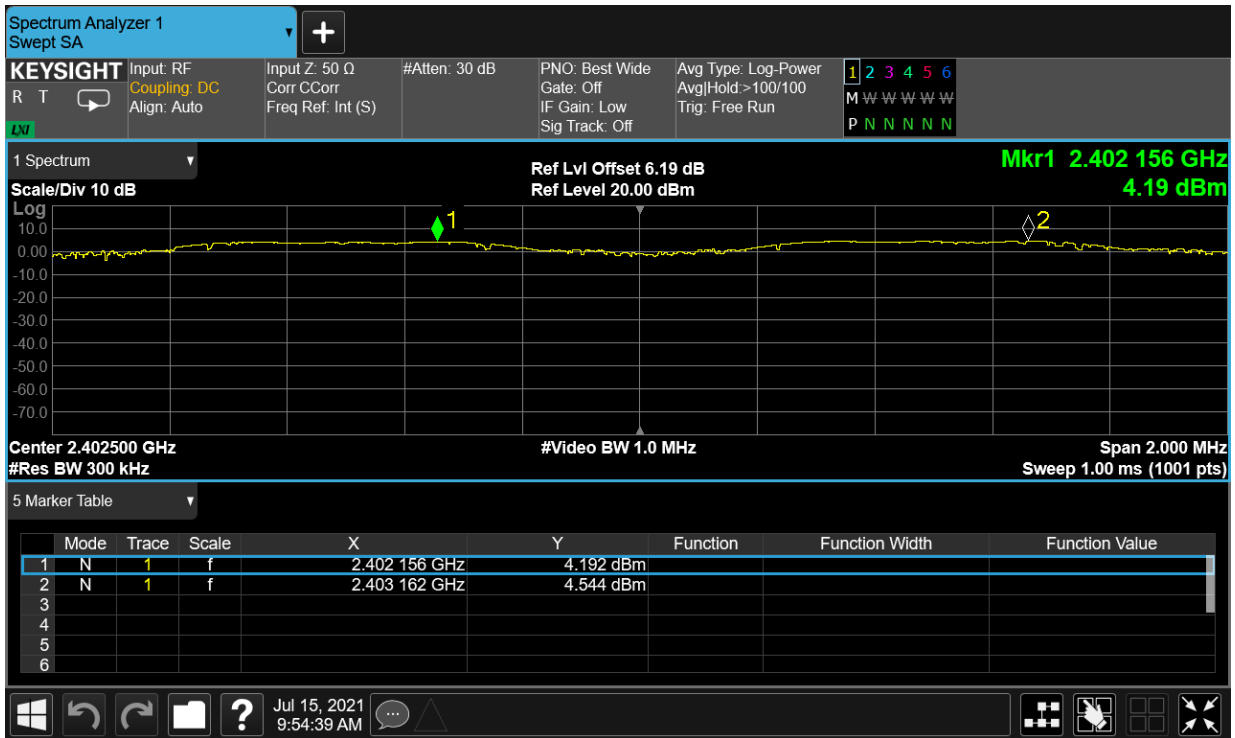 Spectrum Analyzer 1
Swept SA
+
KEYSIGHT
R T
LXI
Input: RF
Coupling: DC
Align: Auto
Input Z: 50 Ω
Corr CCorr
Freq Ref: Int (S)
#Atten: 30 dB
PNO: Best Wide
Gate: Off
IF Gain: Low
Sig Track: Off
Avg Type: Log-Power
Avg|Hold:>100/100
Trig: Free Run
1 2 3 4 5 6
M W W W W W
P N N N N N
1 Spectrum
Scale/Div 10 dB
Ref Lvl Offset 6.19 dB
Ref Level 20.00 dBm
Mkr1 2.402 156 GHz
4.19 dBm
Log
10.0
0.00
-10.0
-20.0
-30.0
-40.0
-50.0
-60.0
-70.0
1
2
Center 2.402500 GHz
#Res BW 300 kHz
#Video BW 1.0 MHz
Span 2.000 MHz
Sweep 1.00 ms (1001 pts)
5 Marker Table
Mode Trace Scale X Y Function Function Width Function Value
1 N 1 f 2.402 156 GHz 4.192 dBm
2 N 1 f 2.403 162 GHz 4.544 dBm
3
4
5
6
?
Jul 15, 2021
9:54:39 AM